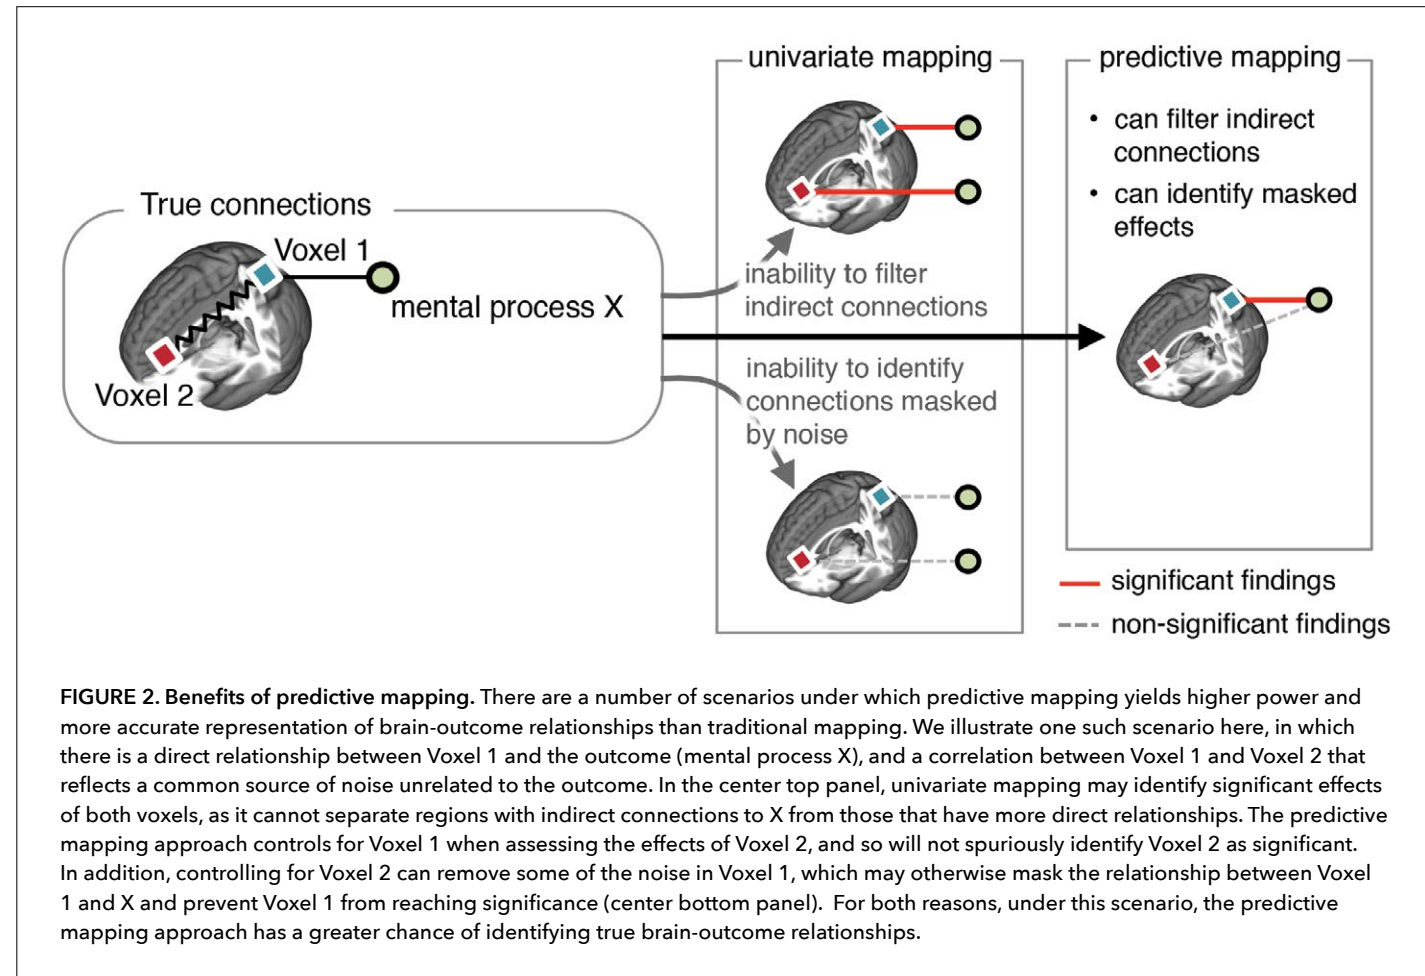 True connections
Voxel 1
mental process X
Voxel 2
univariate mapping
inability to filter
indirect connections
inability to identify
connections masked
by noise
predictive mapping
• can filter indirect
connections
• can identify masked
effects
significant findings
non-significant findings
FIGURE 2. Benefits of predictive mapping. There are a number of scenarios under which predictive mapping yields higher power and
more accurate representation of brain-outcome relationships than traditional mapping. We illustrate one such scenario here, in which
there is a direct relationship between Voxel 1 and the outcome (mental process X), and a correlation between Voxel 1 and Voxel 2 that
reflects a common source of noise unrelated to the outcome. In the center top panel, univariate mapping may identify significant effects
of both voxels, as it cannot separate regions with indirect connections to X from those that have more direct relationships. The predictive
mapping approach controls for Voxel 1 when assessing the effects of Voxel 2, and so will not spuriously identify Voxel 2 as significant.
In addition, controlling for Voxel 2 can remove some of the noise in Voxel 1, which may otherwise mask the relationship between Voxel
1 and X and prevent Voxel 1 from reaching significance (center bottom panel). For both reasons, under this scenario, the predictive
mapping approach has a greater chance of identifying true brain-outcome relationships.